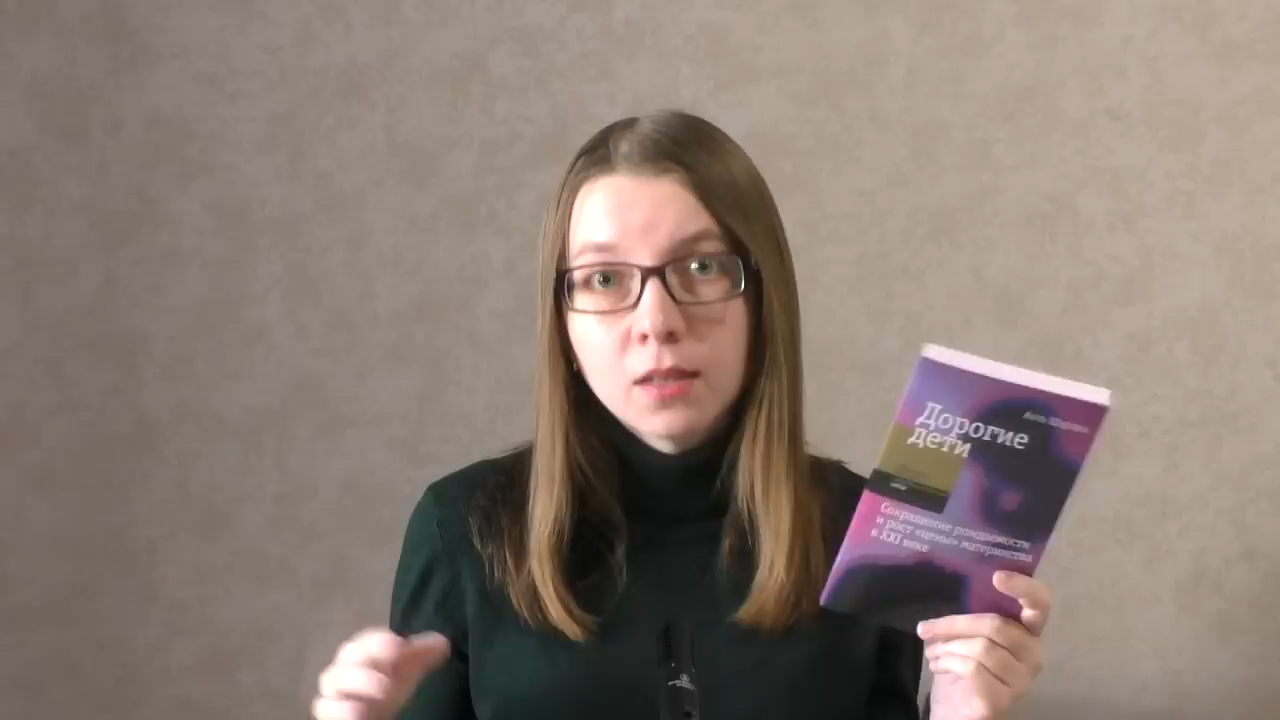 Дорогие
дети
Сокращение рождаемости
и рост «цены» материнства
в XXI веке